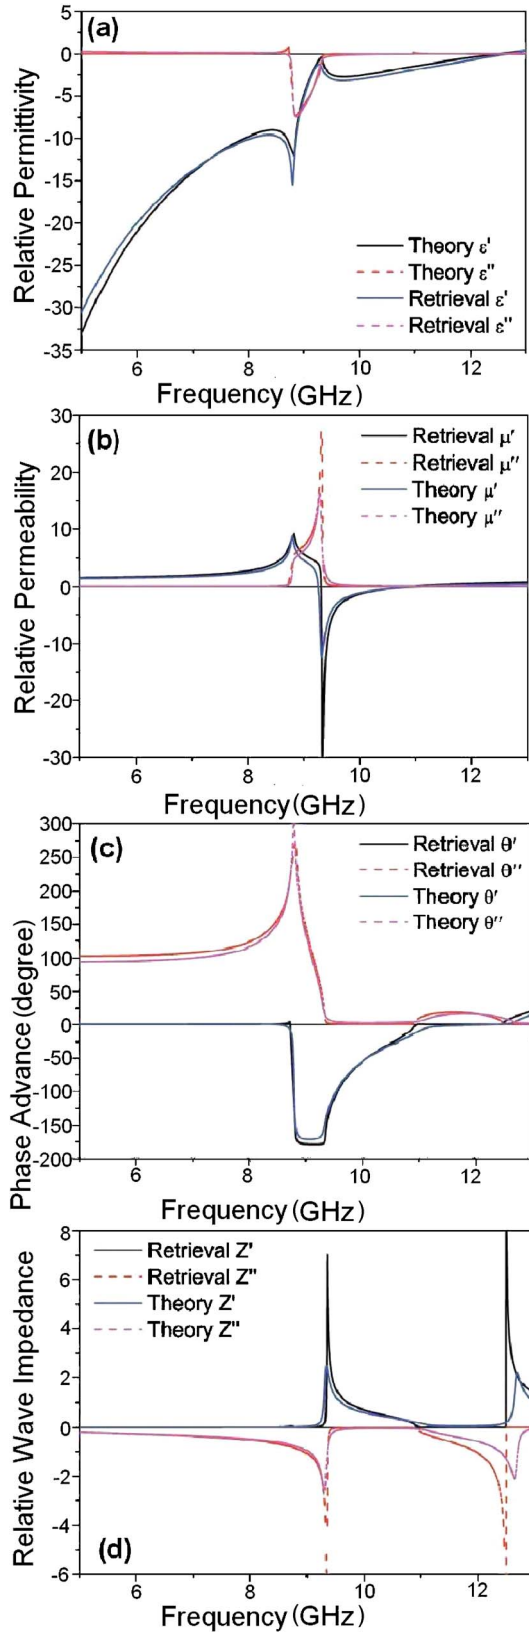 (a)
5
0
-5
-10
-15
-20
-25
-30
-35
Relative Permittivity
Theory ε'
Theory ε''
Retrieval ε'
Retrieval ε''
6 8 10 12
Frequency (GHz)
(b)
30
20
10
0
-10
-20
-30
Relative Permeability
Retrieval μ'
Retrieval μ''
Theory μ'
Theory μ''
6 8 10 12
Frequency (GHz)
(c)
300
250
200
150
100
50
0
-50
-100
-150
-200
Phase Advance (degree)
Retrieval θ'
Retrieval θ''
Theory θ'
Theory θ''
6 8 10 12
Frequency (GHz)
8
6
4
2
0
-2
-4
-6
Relative Wave Impedance
Retrieval Z'
Retrieval Z''
Theory Z'
Theory Z''
(d)
6 8 10 12
Frequency (GHz)